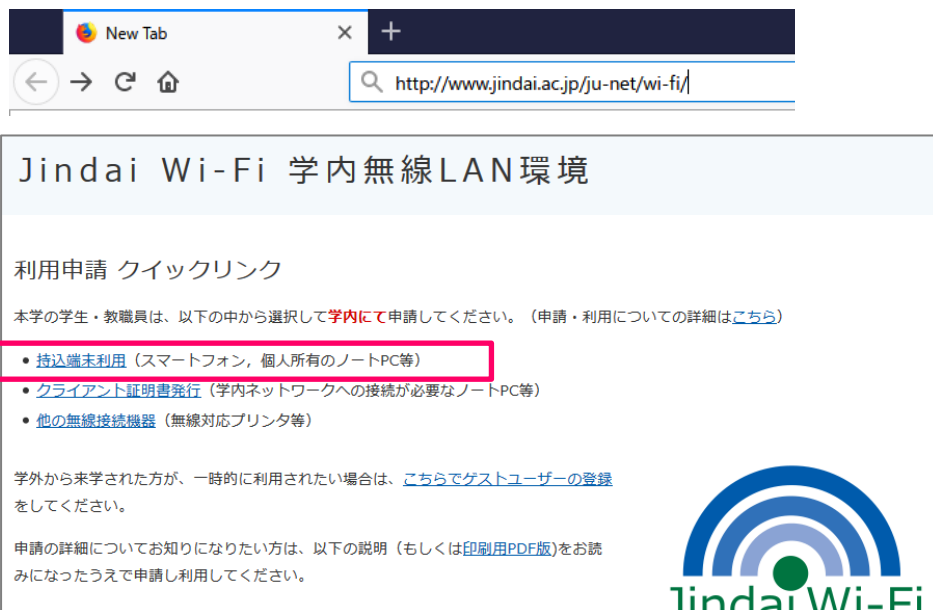 New Tab
http://www.jindai.ac.jp/ju-net/wi-fi/
Jindai Wi-Fi 学内無線LAN環境
利用申請 クイックリンク
本学の学生・教職員は、以下の中から選択して学内にて申請してください。（申請・利用についての詳細はこちら）
• 持込端末利用（スマートフォン，個人所有のノートPC等）
• クライアント証明書発行（学内ネットワークへの接続が必要なノートPC等）
• 他の無線接続機器（無線対応プリンタ等）
学外から来学された方が、一時的に利用されたい場合は、こちらでゲストユーザーの登録
をしてください。
申請の詳細についてお知りになりたい方は、以下の説明（もしくは印刷用PDF版)をお読
みになったうえで申請し利用してください。
Jindai Wi-Fi